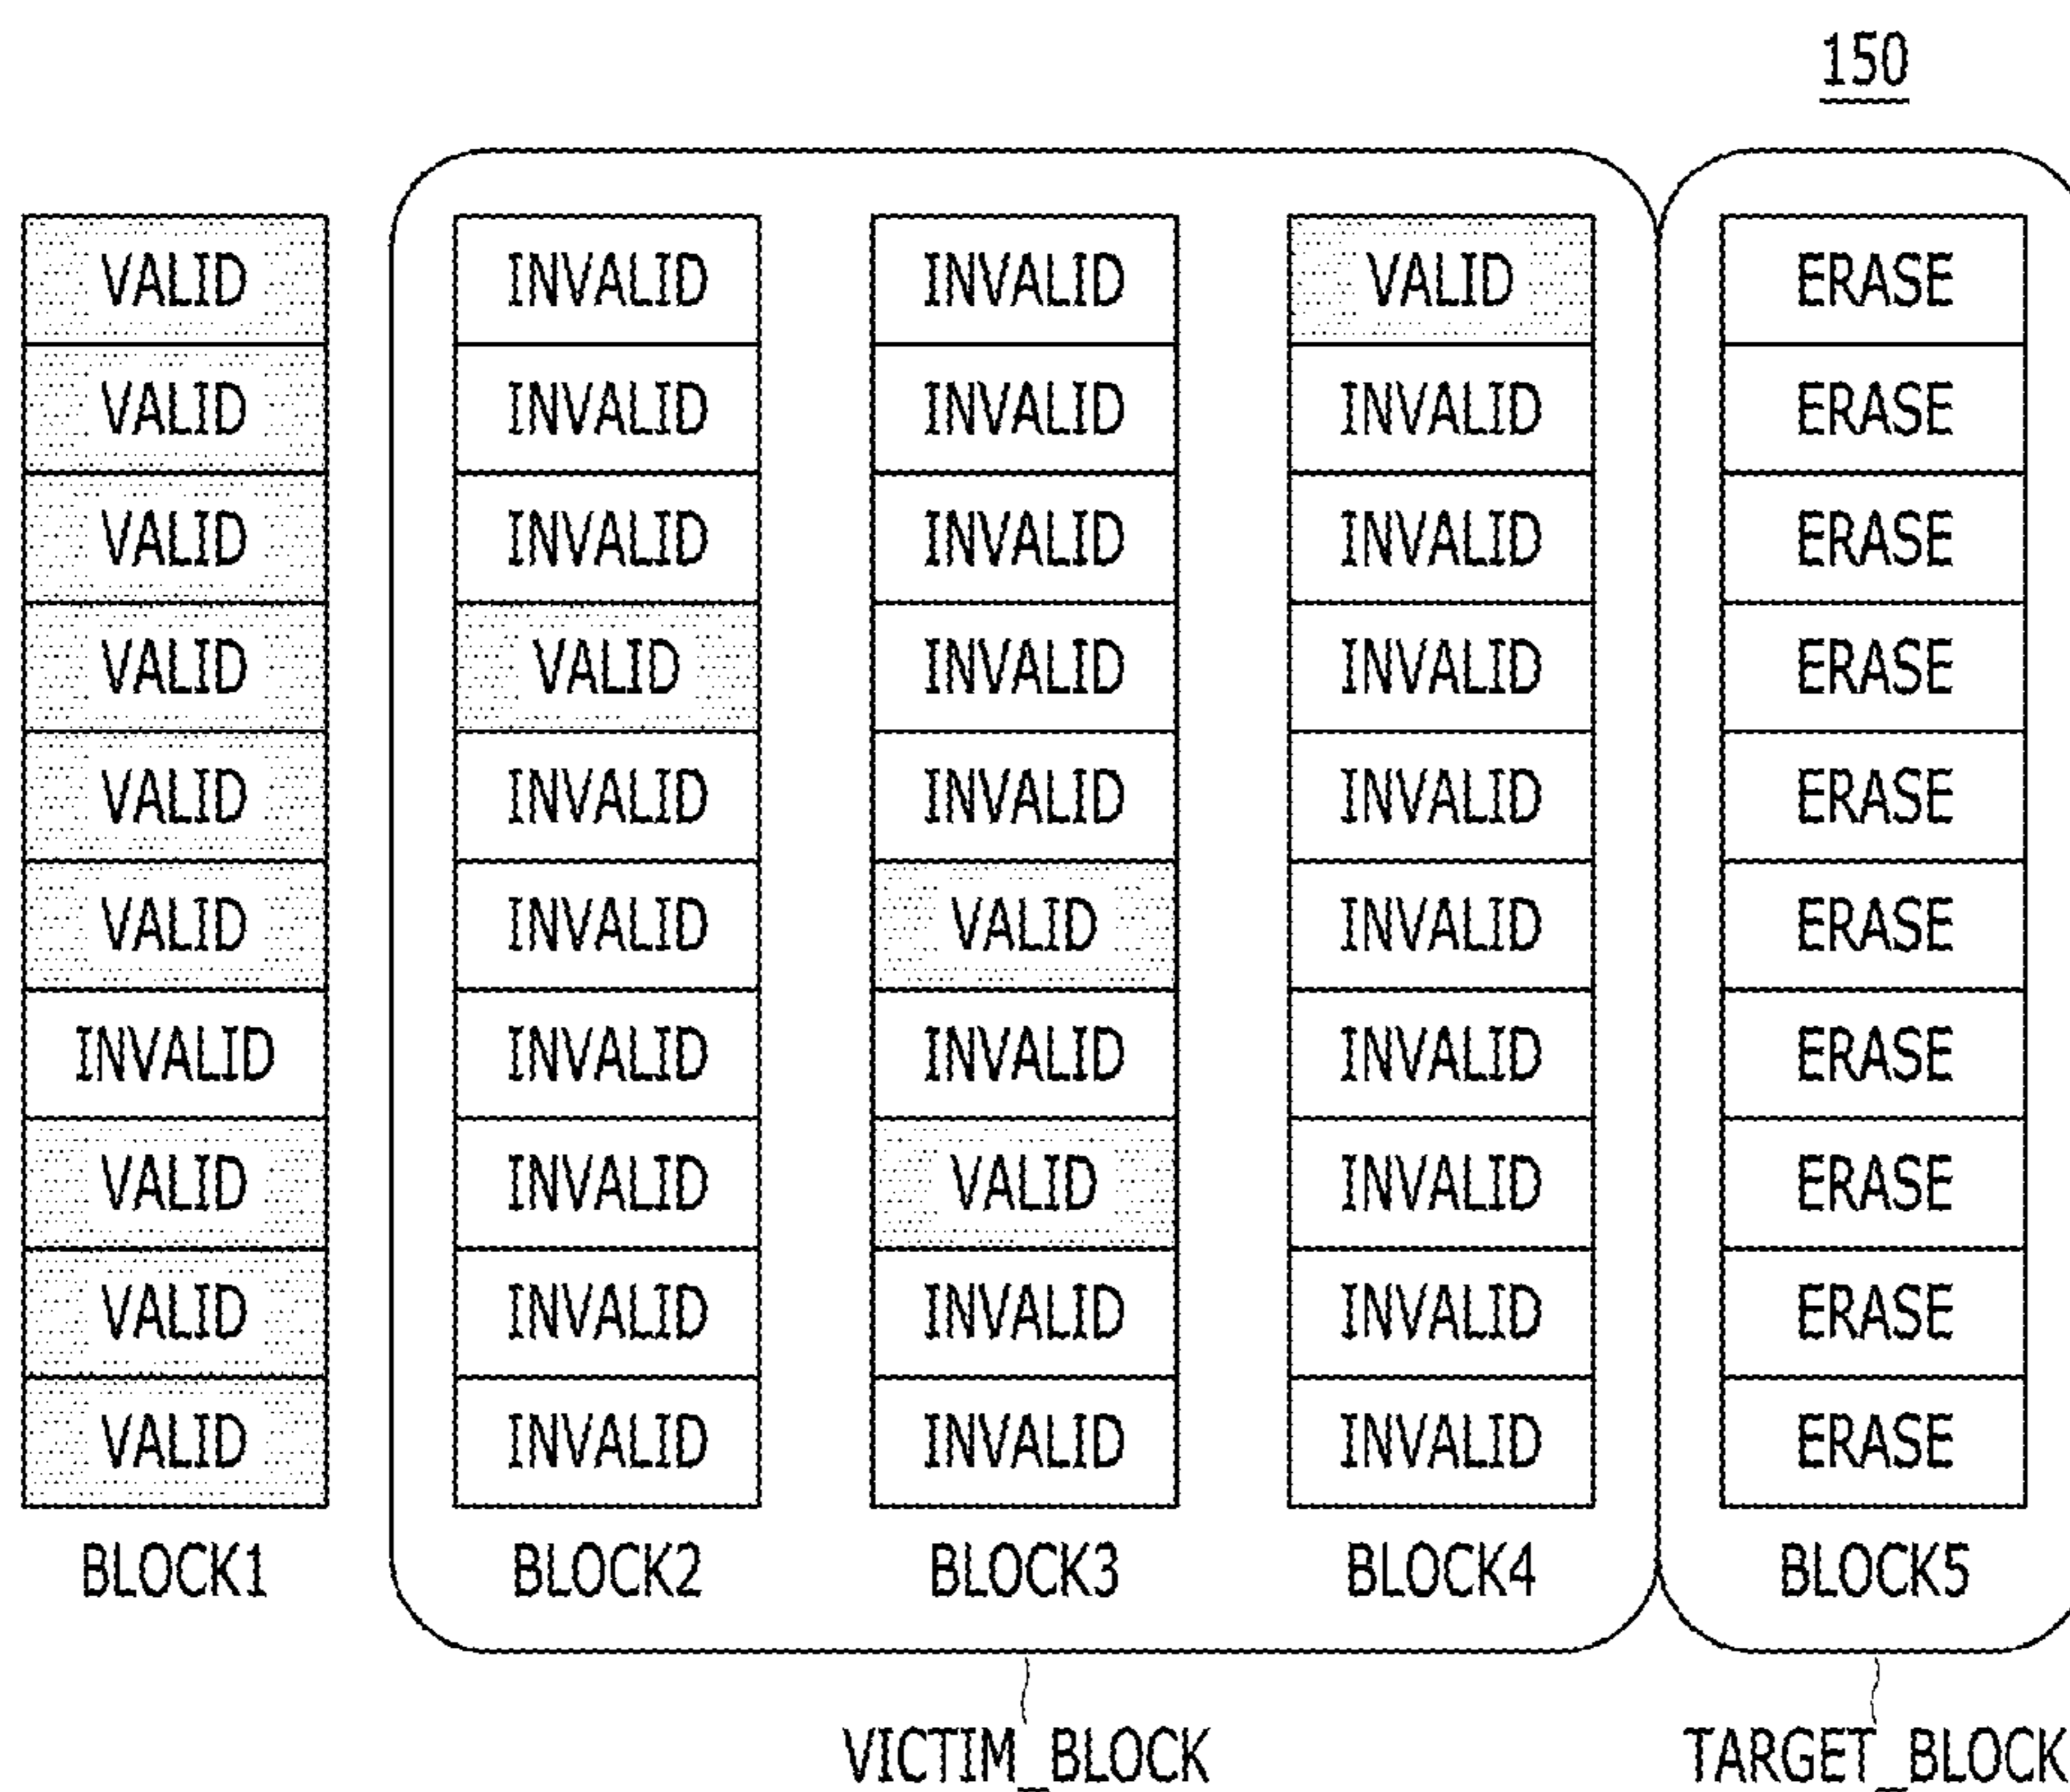 150
VALID INVALID INVALID VALID ERASE
VALID INVALID INVALID INVALID ERASE
VALID INVALID INVALID INVALID ERASE
VALID VALID INVALID INVALID ERASE
VALID INVALID INVALID INVALID ERASE
VALID INVALID VALID INVALID ERASE
INVALID INVALID INVALID INVALID ERASE
VALID INVALID VALID INVALID ERASE
VALID INVALID INVALID INVALID ERASE
VALID INVALID INVALID INVALID ERASE
BLOCK1 BLOCK2 BLOCK3 BLOCK4 BLOCK5
VICTIM_BLOCK TARGET_BLOCK